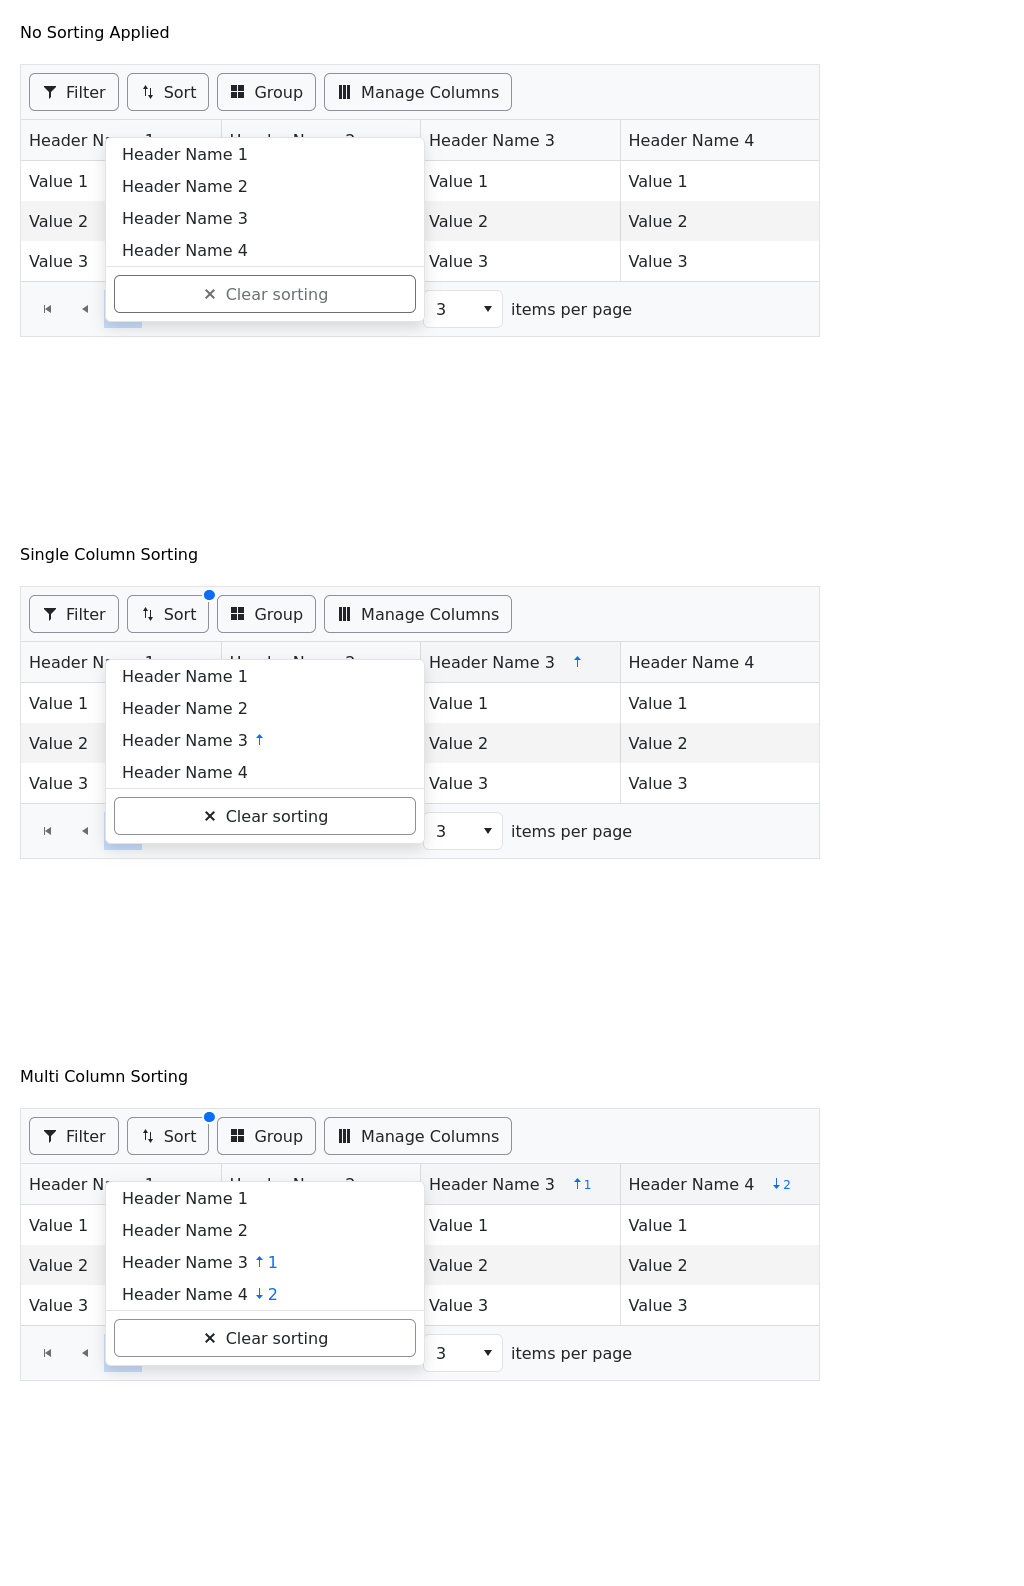 No Sorting Applied
Filter Sort Group Manage Columns
Header Name 3 Header Name 4
Header Name 1
Value 1 Value 1 Value 1
Header Name 2
Value 2 Header Name 3 Value 2 Value 2
Header Name 4
Value 3 Value 3 Value 3
Clear sorting
3 items per page
Single Column Sorting
Filter Sort Group Manage Columns
Header Name 3 Header Name 4
Header Name 1
Value 1 Value 1 Value 1
Header Name 2
Value 2 Header Name 3 Value 2 Value 2
Header Name 4
Value 3 Value 3 Value 3
Clear sorting
3 items per page
Multi Column Sorting
Filter Sort Group Manage Columns
Header Name 3 1 Header Name 4 2
Header Name 1
Value 1 Value 1 Value 1
Header Name 2
Value 2 Header Name 3 1 Value 2 Value 2
Header Name 4 2
Value 3 Value 3 Value 3
Clear sorting
3 items per page